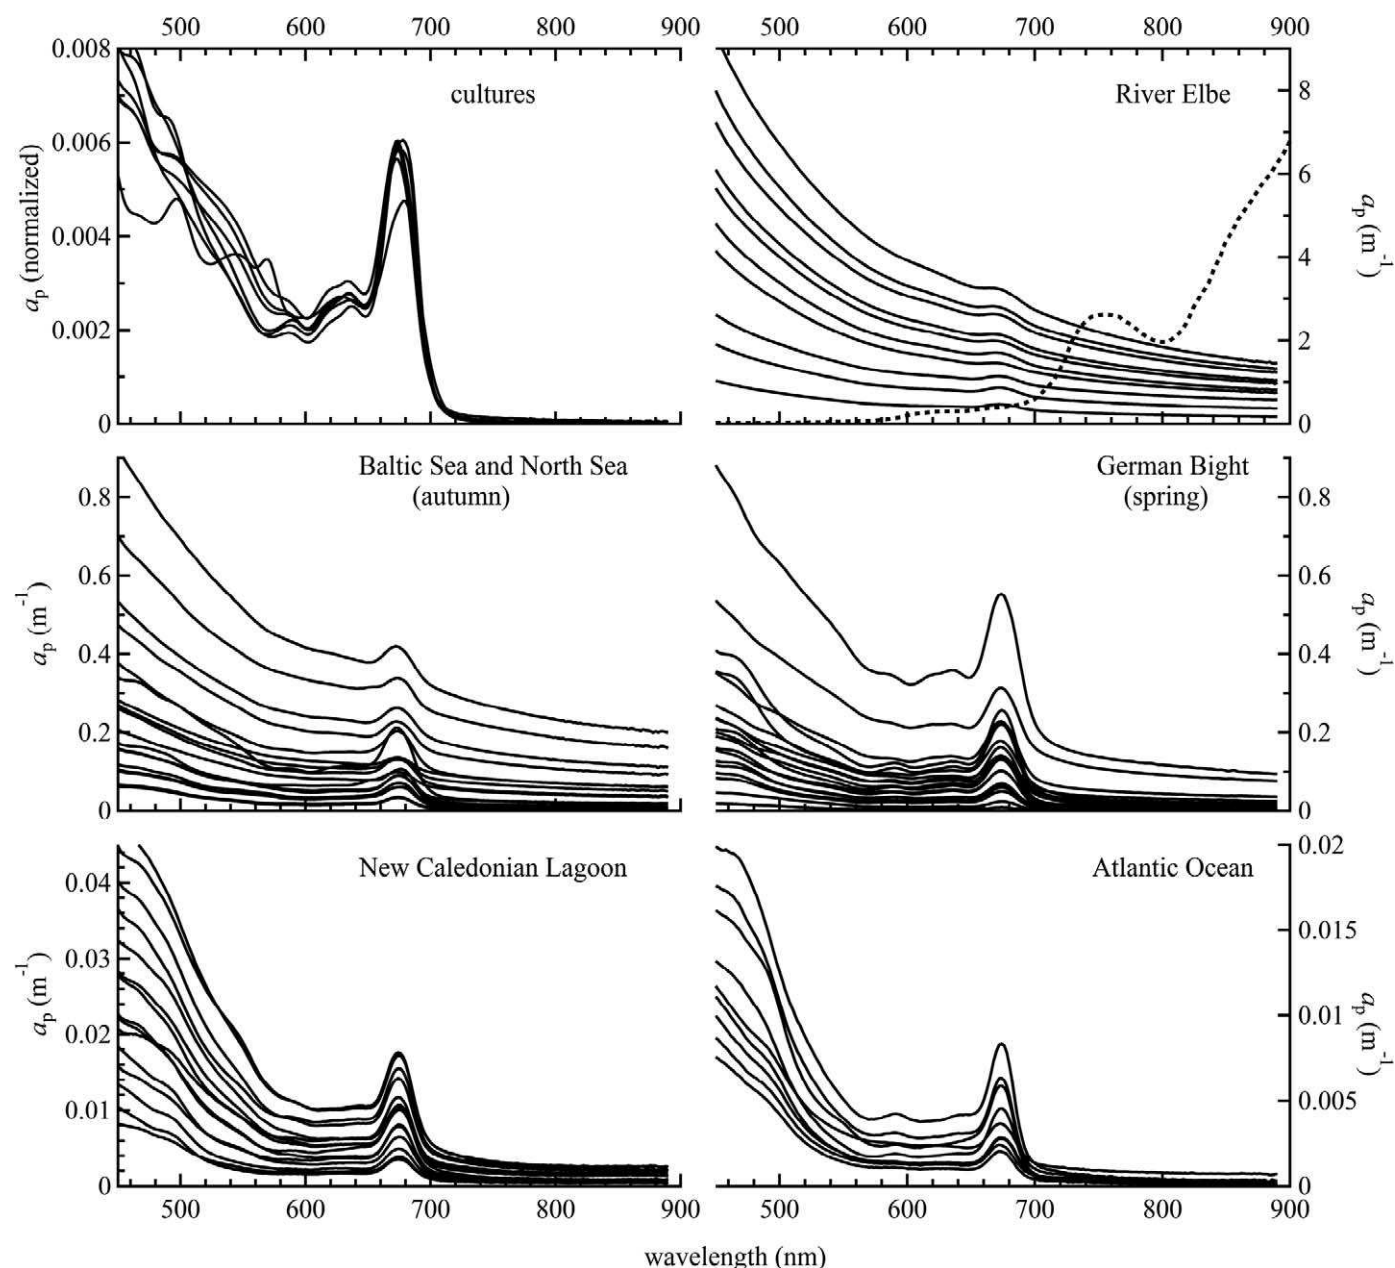 500 600 700 800 900 500 600 700 800 900
0.008
0.006
0.004
0.002
0
a_p (normalized)
cultures
River Elbe
8
6
4
2
0
a_p (m^-1)
Baltic Sea and North Sea
(autumn)
0.8
0.6
0.4
0.2
0
a_p (m^-1)
German Bight
(spring)
0.8
0.6
0.4
0.2
0
a_p (m^-1)
New Caledonian Lagoon
0.04
0.03
0.02
0.01
0
a_p (m^-1)
Atlantic Ocean
0.02
0.015
0.01
0.005
0
a_p (m^-1)
500 600 700 800 900 500 600 700 800 900
wavelength (nm)